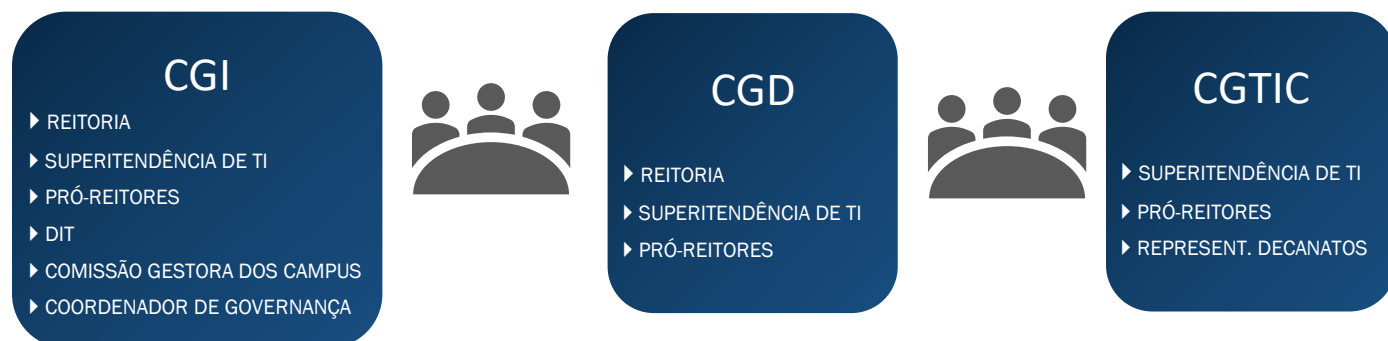 CGI
REITORIA
SUPERITENDÊNCIA DE TI
PRÓ-REITORES
DIT
COMISSÃO GESTORA DOS CAMPUS
COORDENADOR DE GOVERNANÇA
CGD
REITORIA
SUPERITENDÊNCIA DE TI
PRÓ-REITORES
CGTIC
SUPERITENDÊNCIA DE TI
PRÓ-REITORES
REPRESENT. DECANATOS